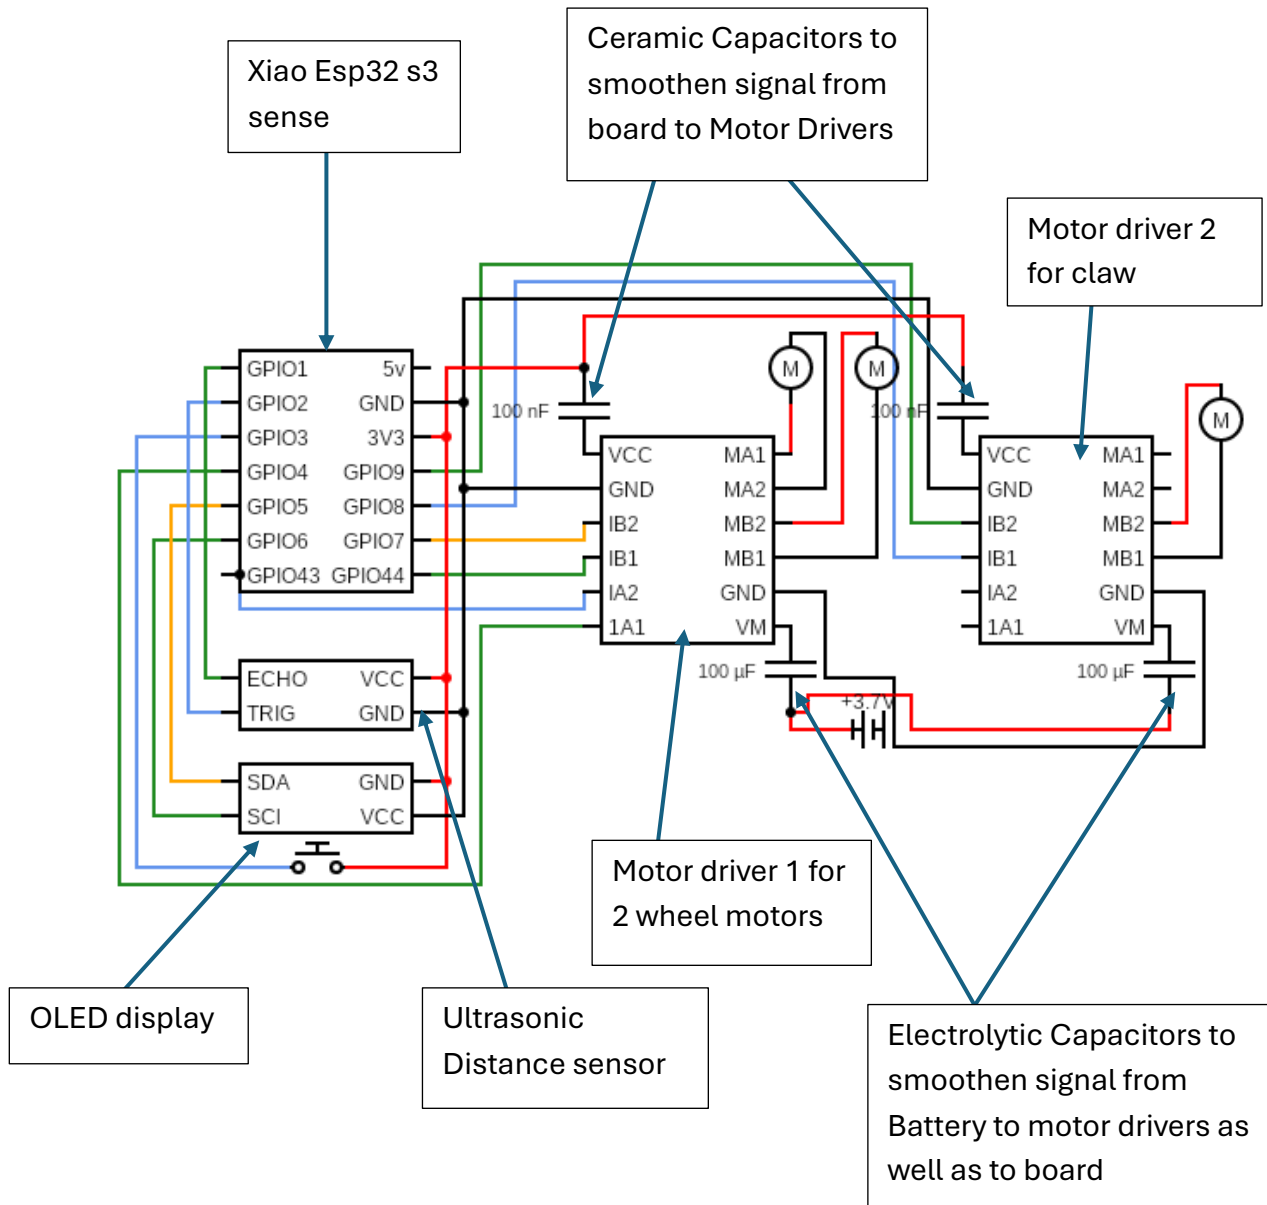 Ceramic Capacitors to
smoothen signal from
board to Motor Drivers
Xiao Esp32 s3
sense
Motor driver 2
for claw
GPIO1
GPIO2
GPIO3
GPIO4
GPIO5
GPIO6
GPIO43
5v
GND
3V3
GPIO9
GPIO8
GPIO7
GPIO44
100 nF
M
M
100 nF
M
VCC
GND
IB2
IB1
IA2
1A1
MA1
MA2
MB2
MB1
GND
VM
VCC
GND
IB2
IB1
IA2
1A1
MA1
MA2
MB2
MB1
GND
VM
ECHO
TRIG
VCC
GND
100 µF
100 µF
+3.7V
SDA
SCI
GND
VCC
Motor driver 1 for
2 wheel motors
OLED display
Ultrasonic
Distance sensor
Electrolytic Capacitors to
smoothen signal from
Battery to motor drivers as
well as to board